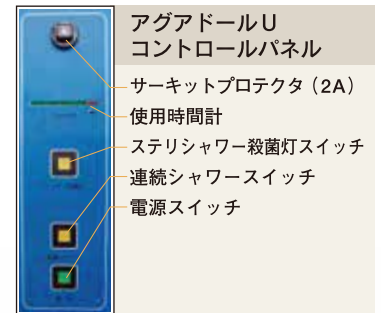 アグアドールU
コントロールパネル
サーキットプロテクタ（2A）
使用時間計
ステリシャワー殺菌灯スイッチ
連続シャワースイッチ
電源スイッチ